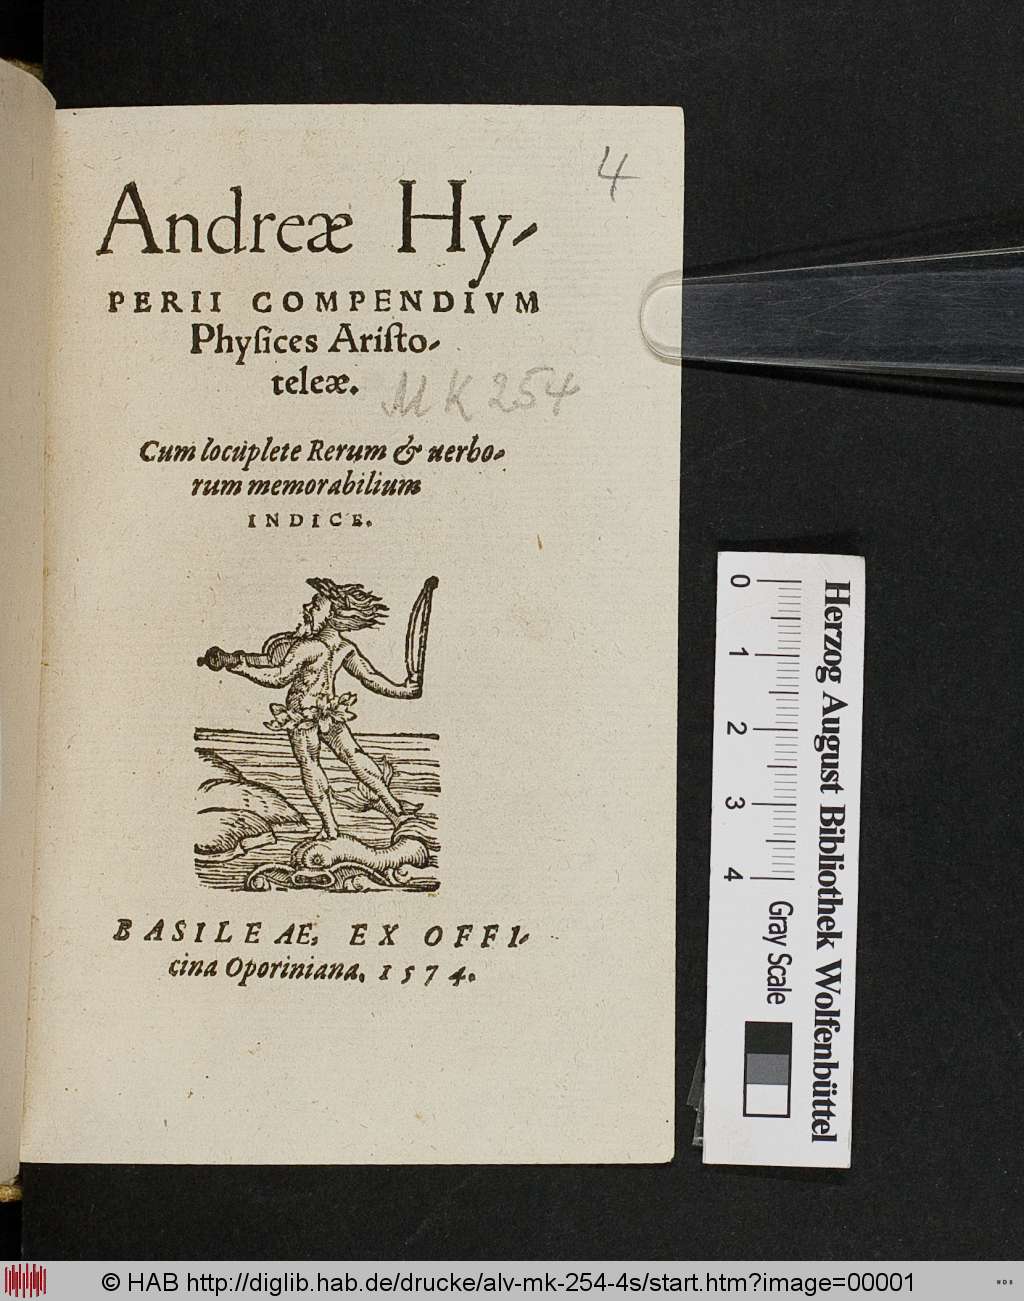 4
Andreæ Hy-
PERII COMPENDIVM
Phyſices Ariſto-
teleæ.
MK 254
Cum locuplete Rerum & uerbo-
rum memorabilium
INDICE.
BASILEAE, EX OFFI-
cina Oporiniana, 1574.
Herzog August Bibliothek Wolfenbüttel
0 1 2 3 4 Gray Scale
© HAB http://diglib.hab.de/drucke/alv-mk-254-4s/start.htm?image=00001